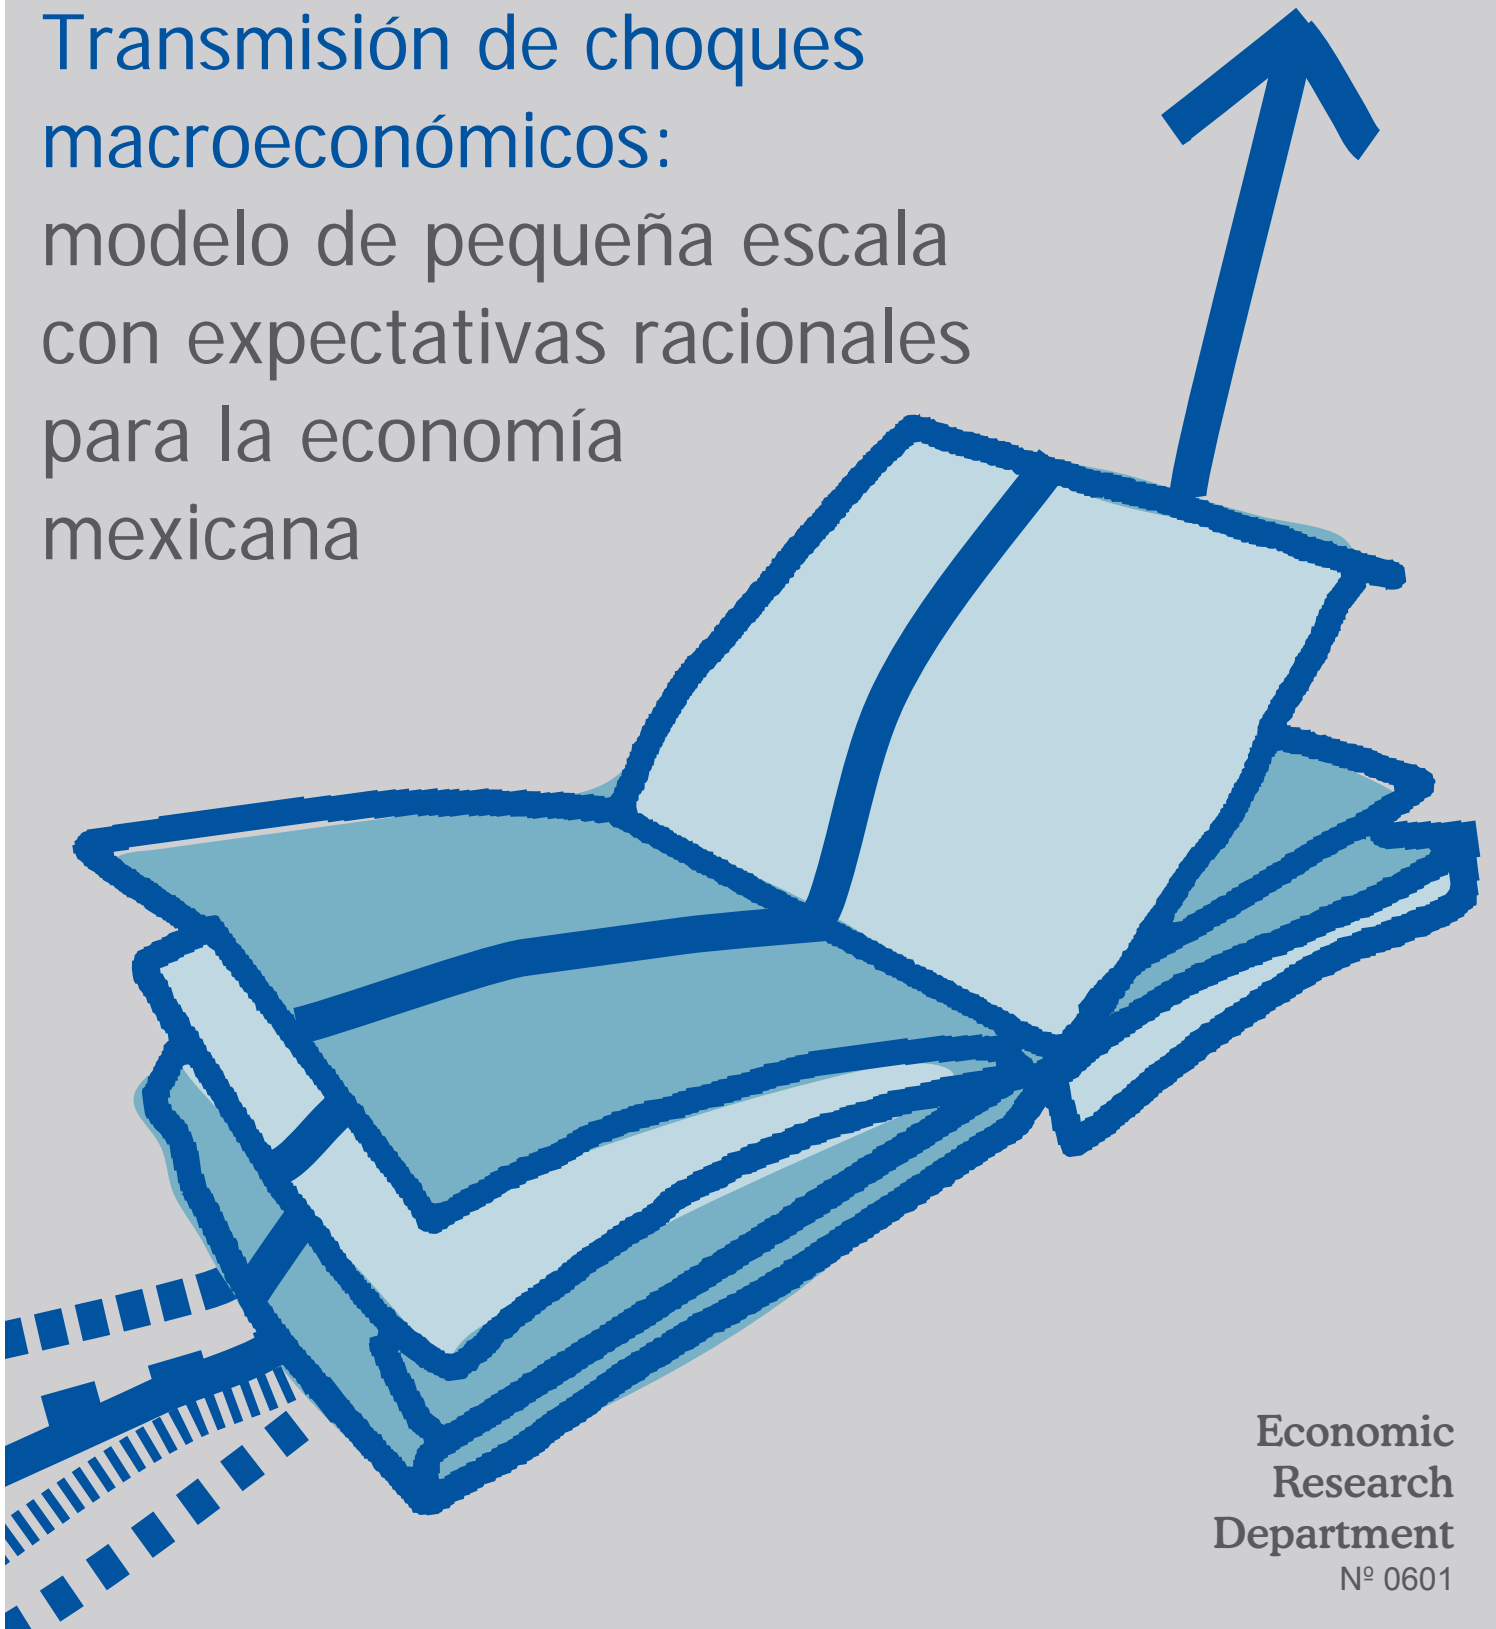 Transmisión de choques
macroeconómicos:
modelo de pequeña escala
con expectativas racionales
para la economía
mexicana
Economic
Research
Department
Nº 0601